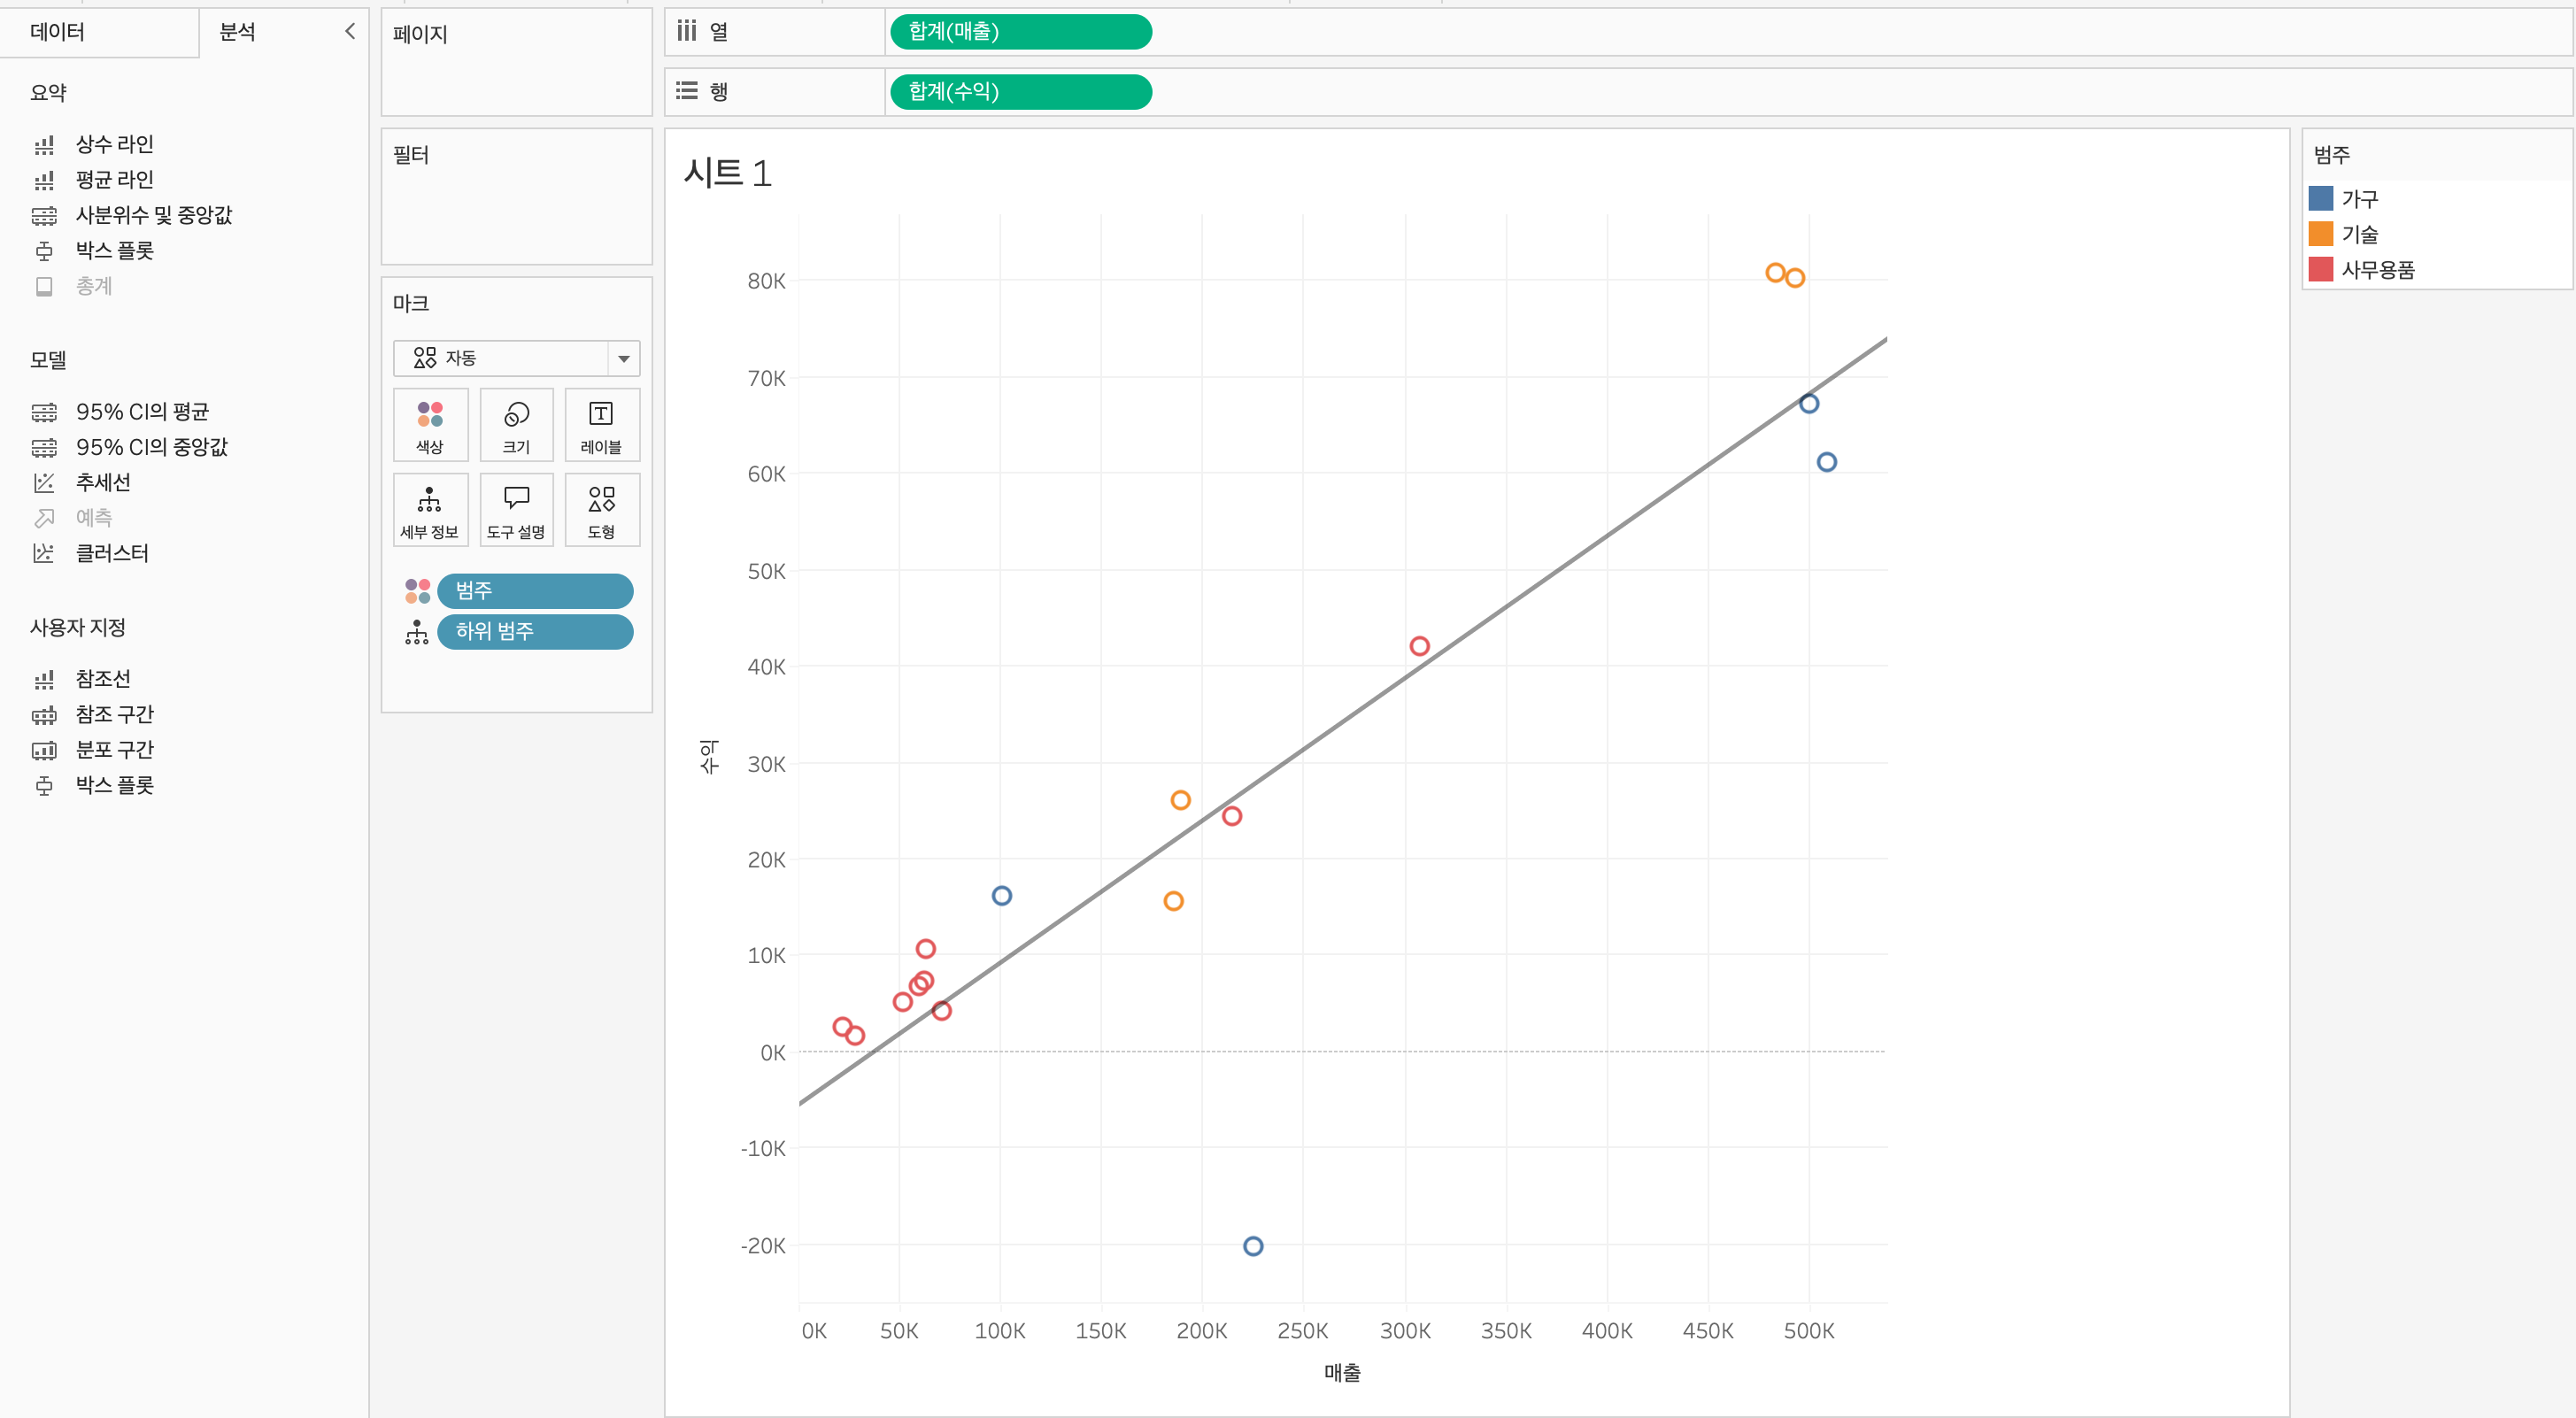 데이터
분석
요약
상수 라인
평균 라인
사분위수 및 중앙값
박스 플롯
총계
모델
95% CI의 평균
95% CI의 중앙값
추세선
예측
클러스터
사용자 지정
참조선
참조 구간
분포 구간
박스 플롯
페이지
필터
마크
자동
색상
크기
레이블
세부 정보
도구 설명
도형
범주
하위 범주
열
합계(매출)
행
합계(수익)
시트 1
수익
80K
70K
60K
50K
40K
30K
20K
10K
0K
-10K
-20K
0K 50K 100K 150K 200K 250K 300K 350K 400K 450K 500K
매출
범주
가구
기술
사무용품